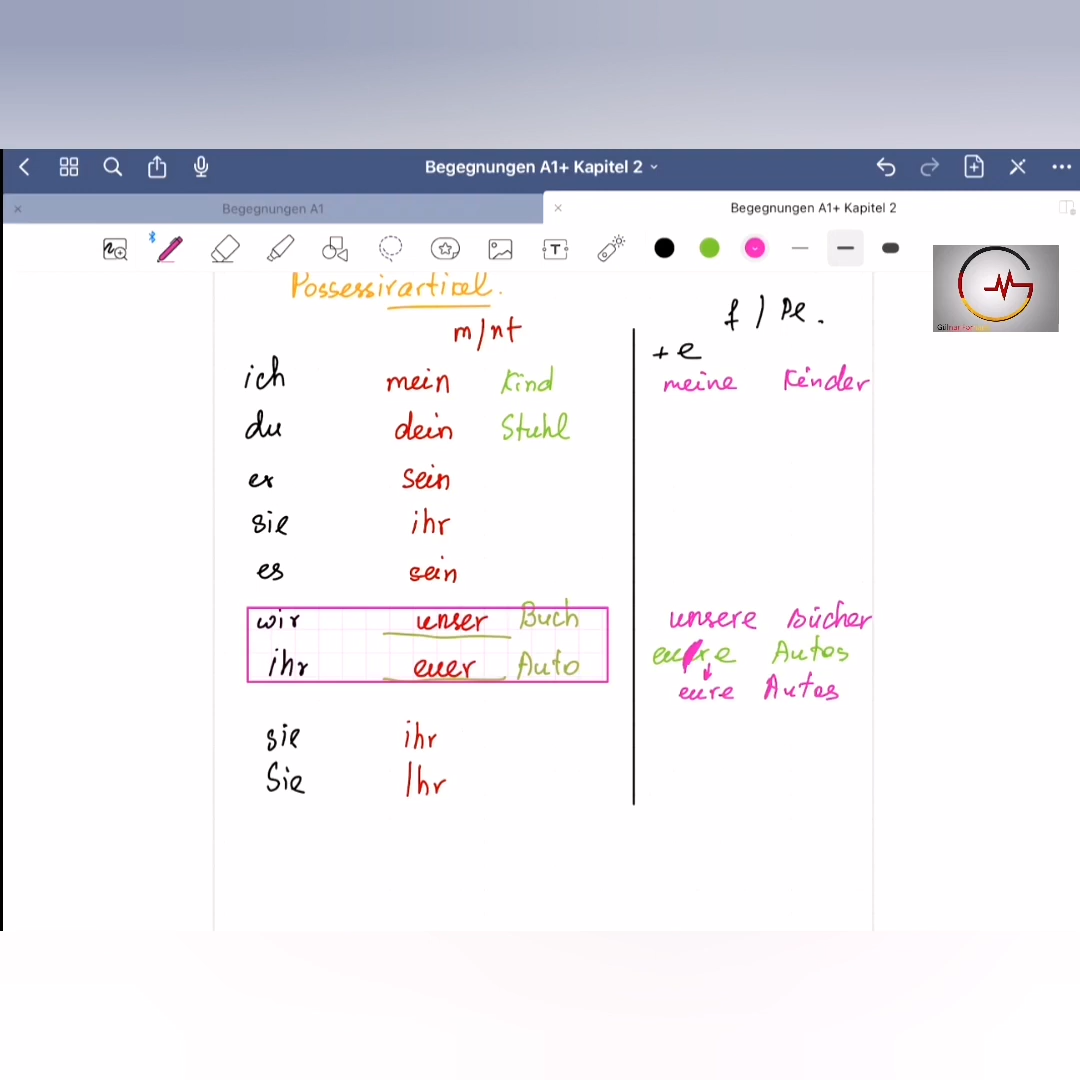 Begegnungen A1+ Kapitel 2
Begegnungen A1 Begegnungen A1+ Kapitel 2
Possessivartikel.
m/nt f / Pl.
+ e
ich mein Kind meine Kinder
du dein Stuhl
er sein
sie ihr
es sein
wir unser Buch unsere Bücher
ihr euer Auto Autos
eure Autos
sie ihr
Sie Ihr